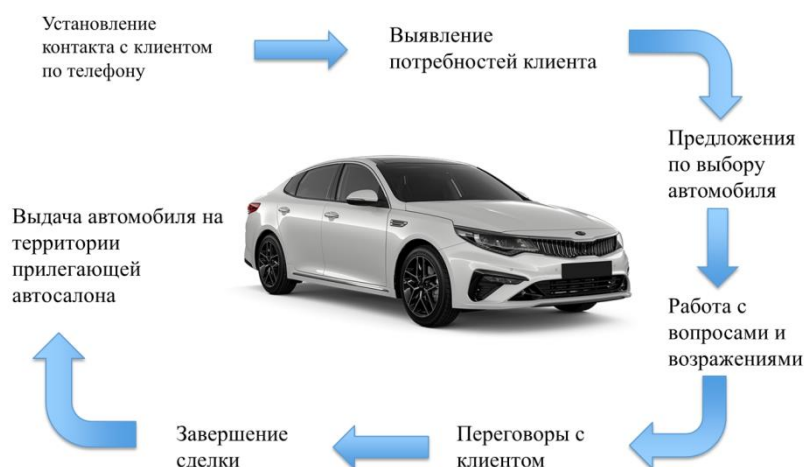 Установление
контакта с клиентом
по телефону
Выявление
потребностей клиента
Предложения
по выбору
автомобиля
Работа с
вопросами и
возражениями
Переговоры с
клиентом
Завершение
сделки
Выдача автомобиля на
территории
прилегающей
автосалона